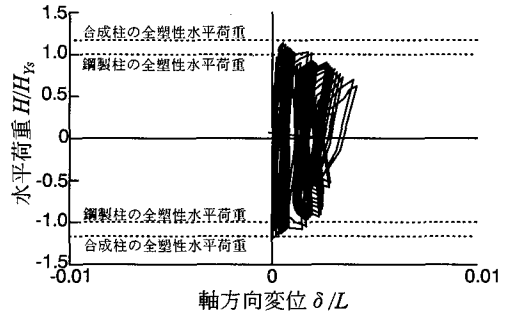 1.5
合成柱の全塑性水平荷重
1.0
鋼製柱の全塑性水平荷重
0.5
0
-0.5
鋼製柱の全塑性水平荷重
-1.0
合成柱の全塑性水平荷重
-1.5
水平荷重 H/H_Ys
-0.01
0
0.01
軸方向変位 δ/L